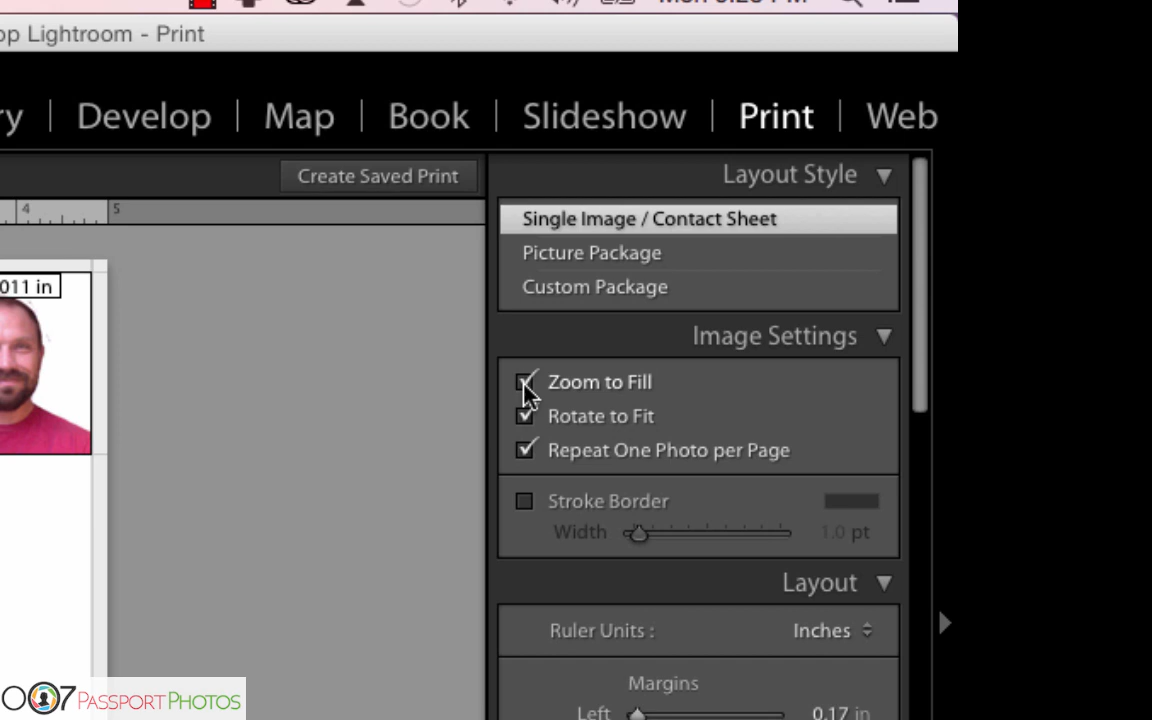 op Lightroom - Print
ry | Develop | Map | Book | Slideshow | Print | Web
Create Saved Print
Layout Style
4
5
Single Image / Contact Sheet
Picture Package
Custom Package
011 in
Image Settings
Zoom to Fill
Rotate to Fit
Repeat One Photo per Page
Stroke Border
Width
1.0 pt
Layout
Ruler Units :
Inches
Margins
Left
0.17 in
007 PASSPORTPHOTOS